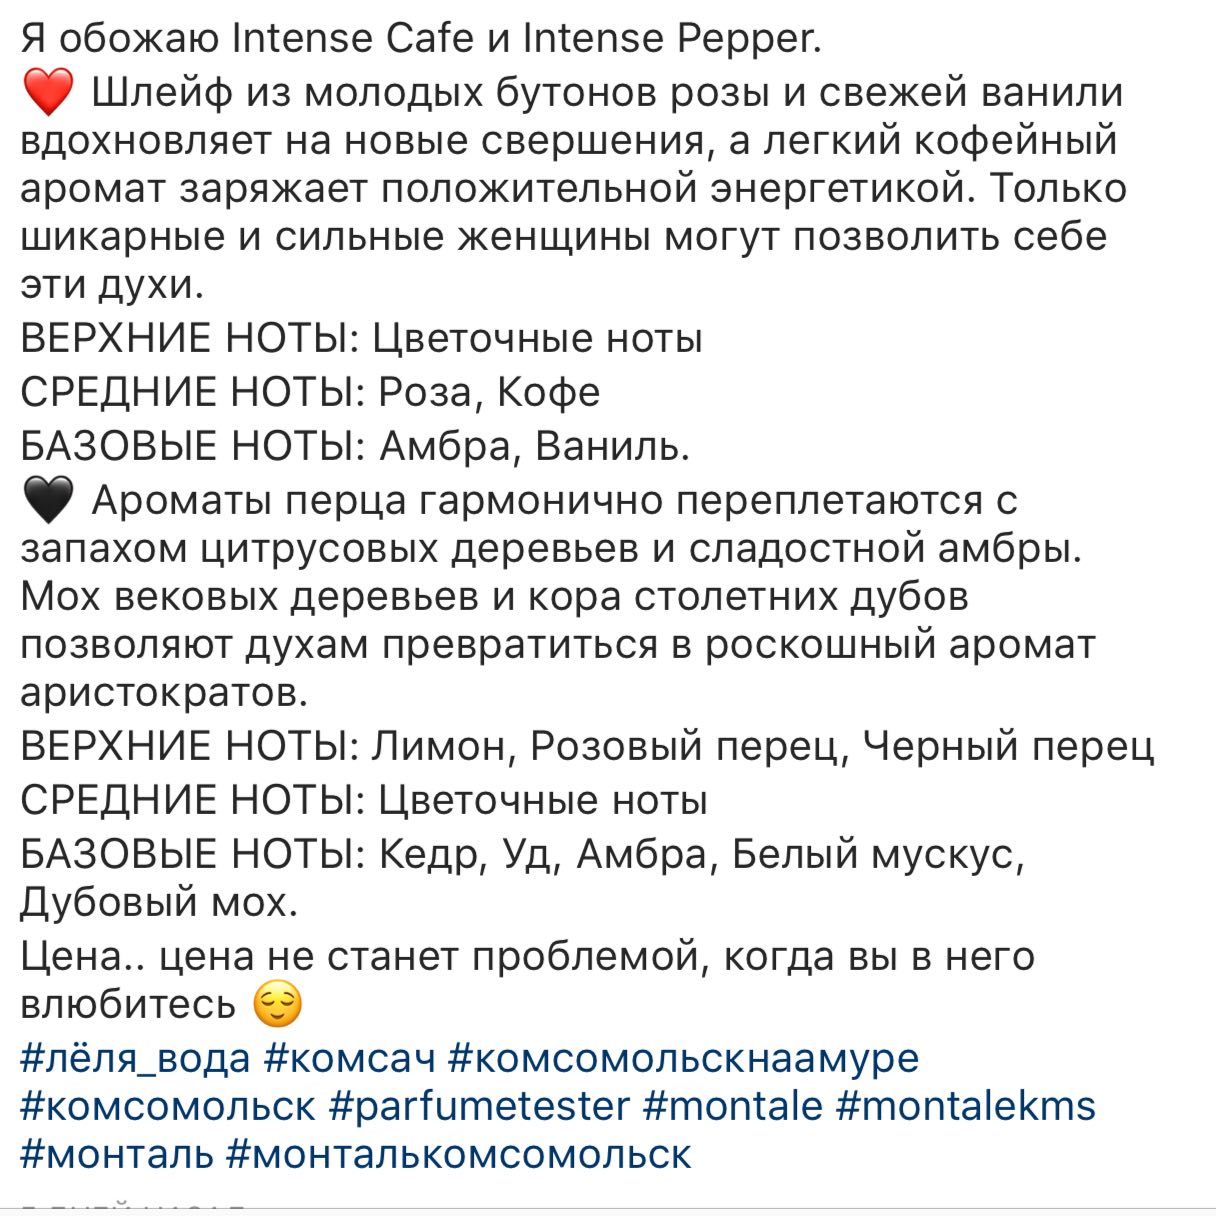 Я обожаю Intense Cafe и Intense Pepper.
❤️ Шлейф из молодых бутонов розы и свежей ванили
вдохновляет на новые свершения, а легкий кофейный
аромат заряжает положительной энергетикой. Только
шикарные и сильные женщины могут позволить себе
эти духи.
ВЕРХНИЕ НОТЫ: Цветочные ноты
СРЕДНИЕ НОТЫ: Роза, Кофе
БАЗОВЫЕ НОТЫ: Амбра, Ваниль.
🖤 Ароматы перца гармонично переплетаются с
запахом цитрусовых деревьев и сладостной амбры.
Мох вековых деревьев и кора столетних дубов
позволяют духам превратиться в роскошный аромат
аристократов.
ВЕРХНИЕ НОТЫ: Лимон, Розовый перец, Черный перец
СРЕДНИЕ НОТЫ: Цветочные ноты
БАЗОВЫЕ НОТЫ: Кедр, Уд, Амбра, Белый мускус,
Дубовый мох.
Цена.. цена не станет проблемой, когда вы в него
влюбитесь 😌
#лёля_вода #комсач #комсомольскнаамуре
#комсомольск #parfumetester #montale #montalekms
#монталь #монталькомсомольск